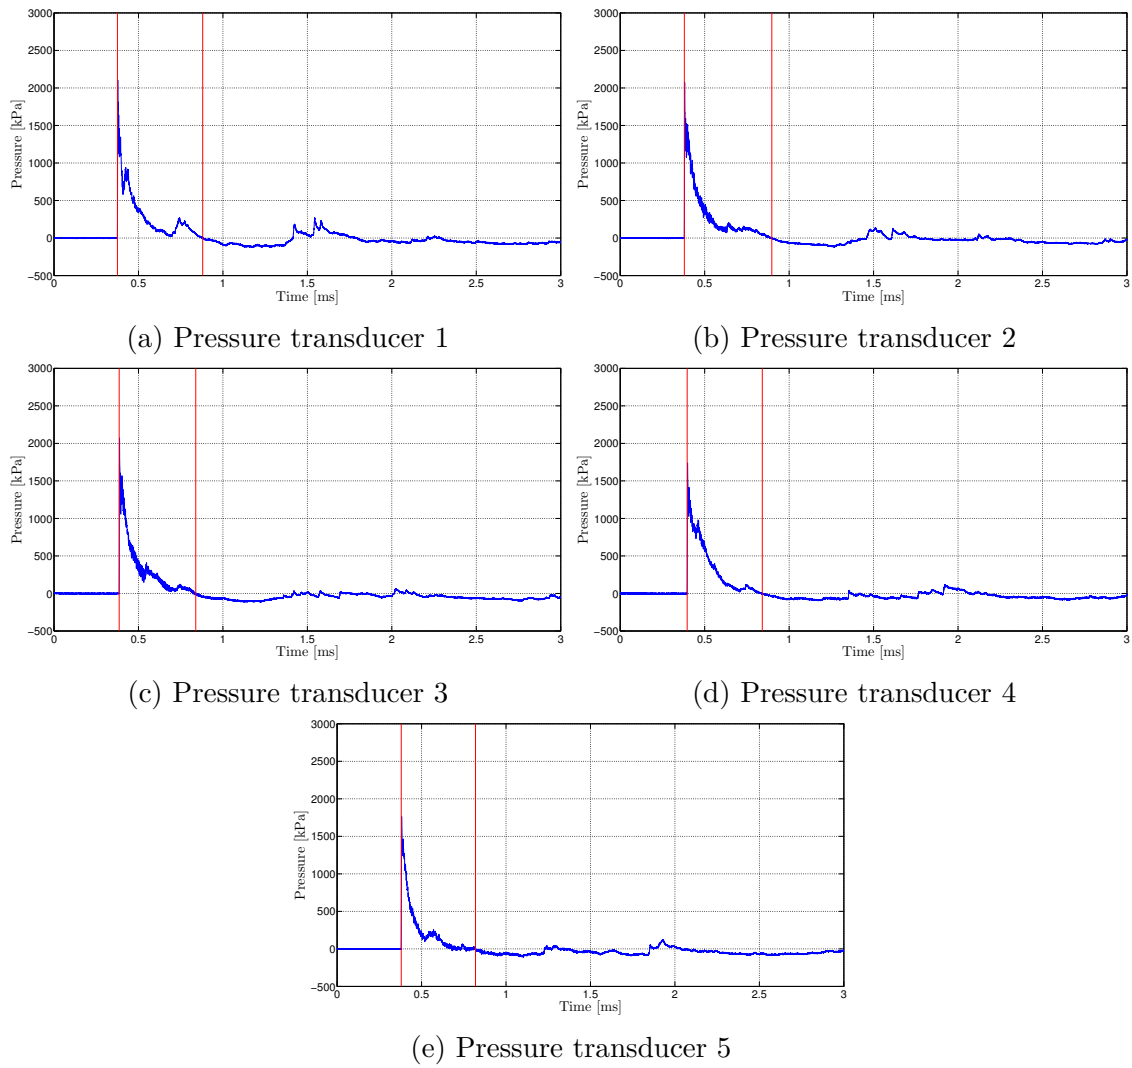 3000
2500
2000
1500
1000
500
0
−500
Pressure [kPa]
0 0.5 1 1.5 2 2.5 3
Time [ms]
(a) Pressure transducer 1
3000
2500
2000
1500
1000
500
0
−500
Pressure [kPa]
0 0.5 1 1.5 2 2.5 3
Time [ms]
(b) Pressure transducer 2
3000
2500
2000
1500
1000
500
0
−500
Pressure [kPa]
0 0.5 1 1.5 2 2.5 3
Time [ms]
(c) Pressure transducer 3
3000
2500
2000
1500
1000
500
0
−500
Pressure [kPa]
0 0.5 1 1.5 2 2.5 3
Time [ms]
(d) Pressure transducer 4
3000
2500
2000
1500
1000
500
0
−500
Pressure [kPa]
0 0.5 1 1.5 2 2.5 3
Time [ms]
(e) Pressure transducer 5